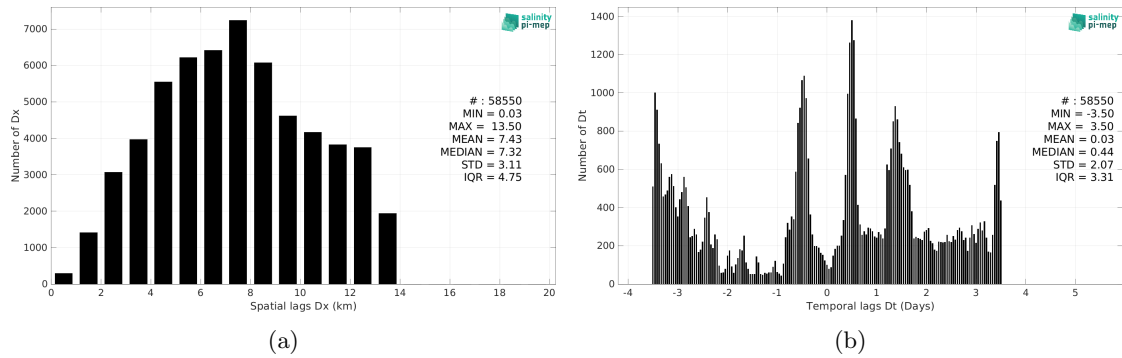 salinity
pi-mep
# : 58550
MIN = 0.03
MAX = 13.50
MEAN = 7.43
MEDIAN = 7.32
STD = 3.11
IQR = 4.75
Number of Dx
7000
6000
5000
4000
3000
2000
1000
0
0 2 4 6 8 10 12 14 16 18 20
Spatial lags Dx (km)
(a)
salinity
pi-mep
# : 58550
MIN = -3.50
MAX = 3.50
MEAN = 0.03
MEDIAN = 0.44
STD = 2.07
IQR = 3.31
Number of Dt
1400
1200
1000
800
600
400
200
0
-4 -3 -2 -1 0 1 2 3 4 5
Temporal lags Dt (Days)
(b)